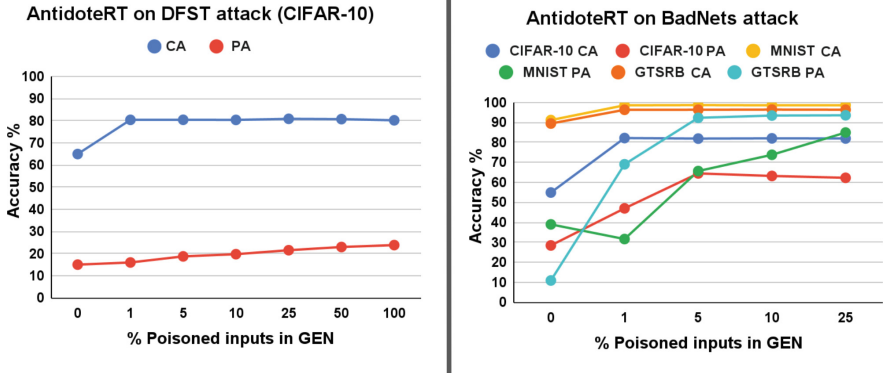 AntidoteRT on DFST attack (CIFAR-10)
CA PA
Accuracy %
100
90
80
70
60
50
40
30
20
10
0
0 1 5 10 25 50 100
% Poisoned inputs in GEN
AntidoteRT on BadNets attack
CIFAR-10 CA CIFAR-10 PA MNIST CA
MNIST PA GTSRB CA GTSRB PA
Accuracy %
100
90
80
70
60
50
40
30
20
10
0
0 1 5 10 25
% Poisoned inputs in GEN